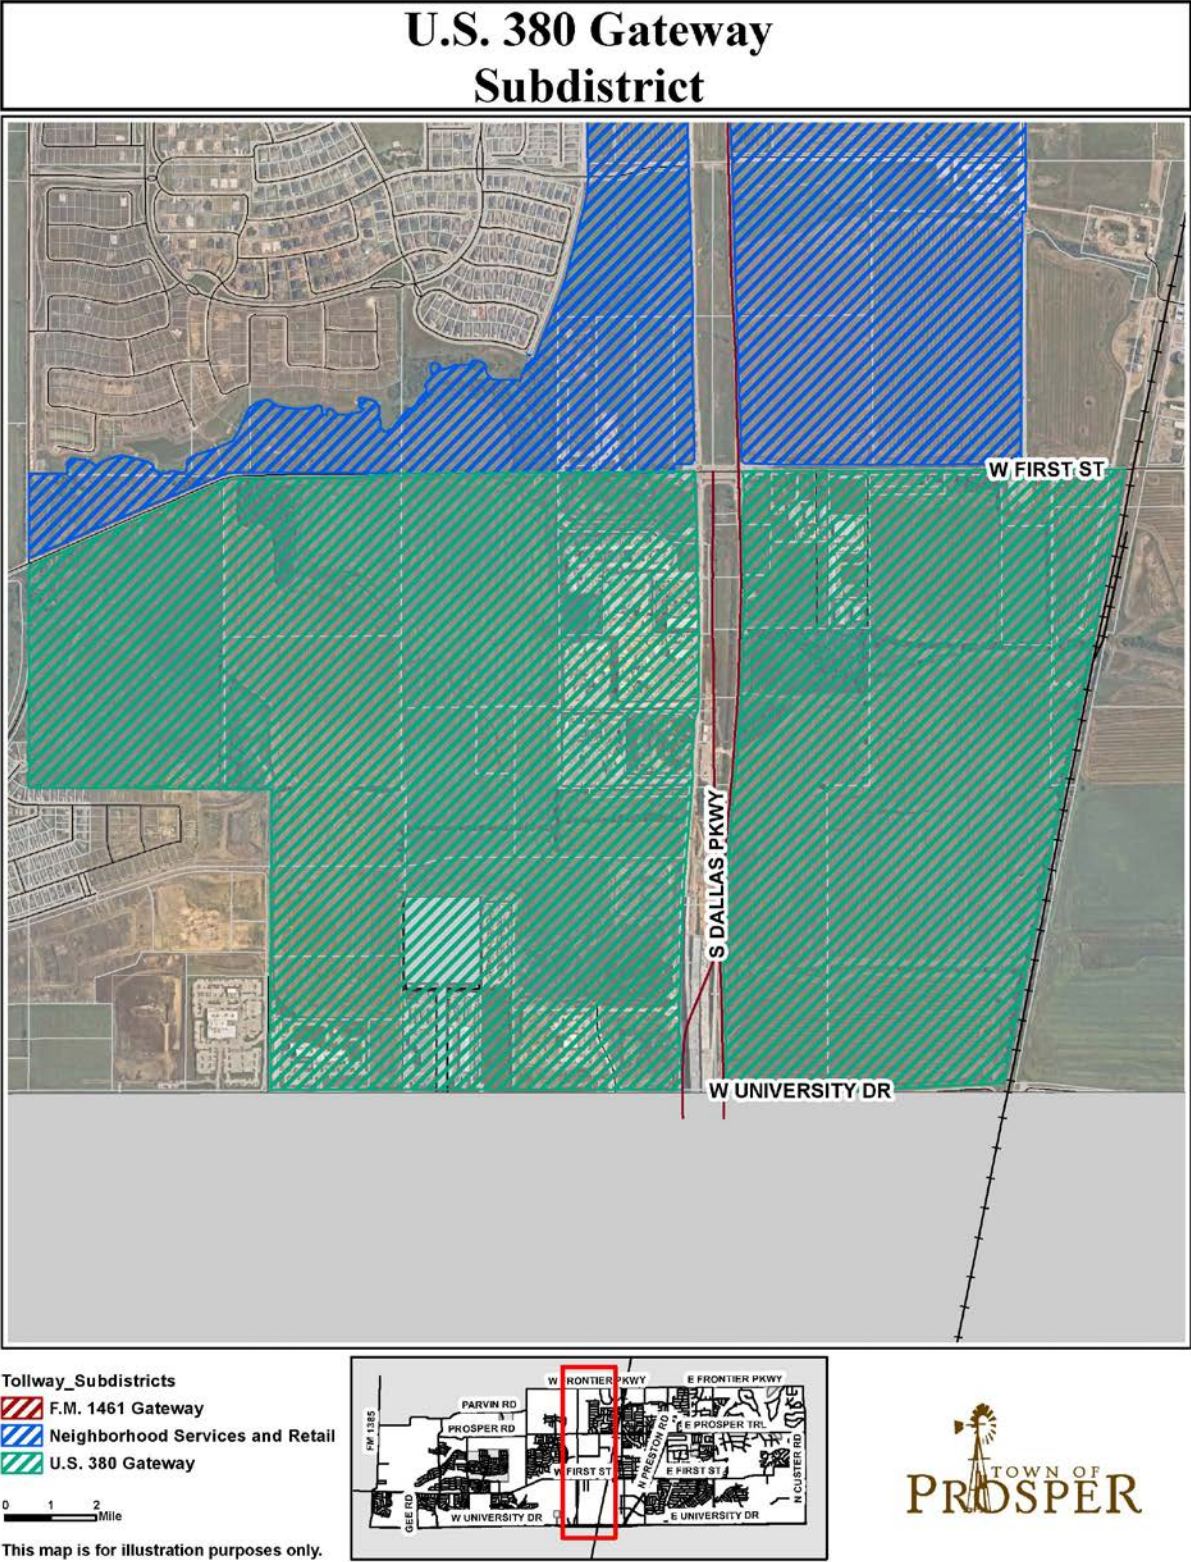 U.S. 380 Gateway
Subdistrict
W FIRST ST
S DALLAS PKWY
W UNIVERSITY DR
Tollway_Subdistricts
F.M. 1461 Gateway
Neighborhood Services and Retail
U.S. 380 Gateway
0 1 2
Mile
This map is for illustration purposes only.
W FRONTIER PKWY
E FRONTIER PKWY
PARVIN RD
FM 1385
PROSPER RD
N PRESTON RD
E PROSPER TRL
W FIRST ST
E FIRST ST
N CUSTER RD
GEE RD
W UNIVERSITY DR
E UNIVERSITY DR
TOWN OF
PROSPER